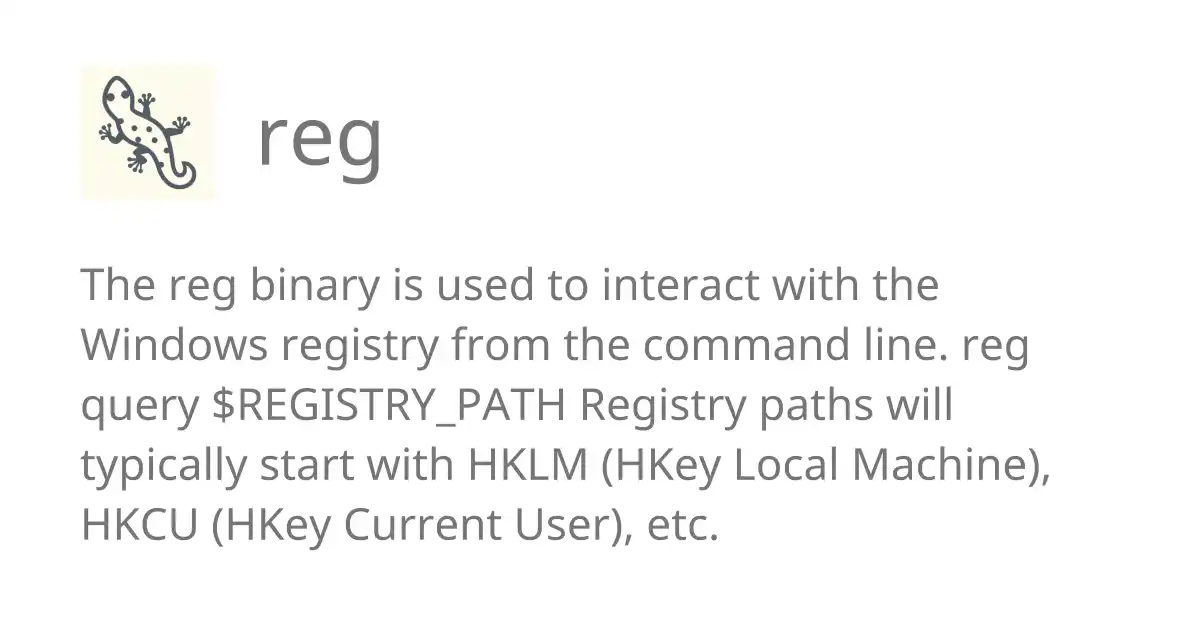 reg
The reg binary is used to interact with the
Windows registry from the command line. reg
query $REGISTRY_PATH Registry paths will
typically start with HKLM (HKey Local Machine),
HKCU (HKey Current User), etc.